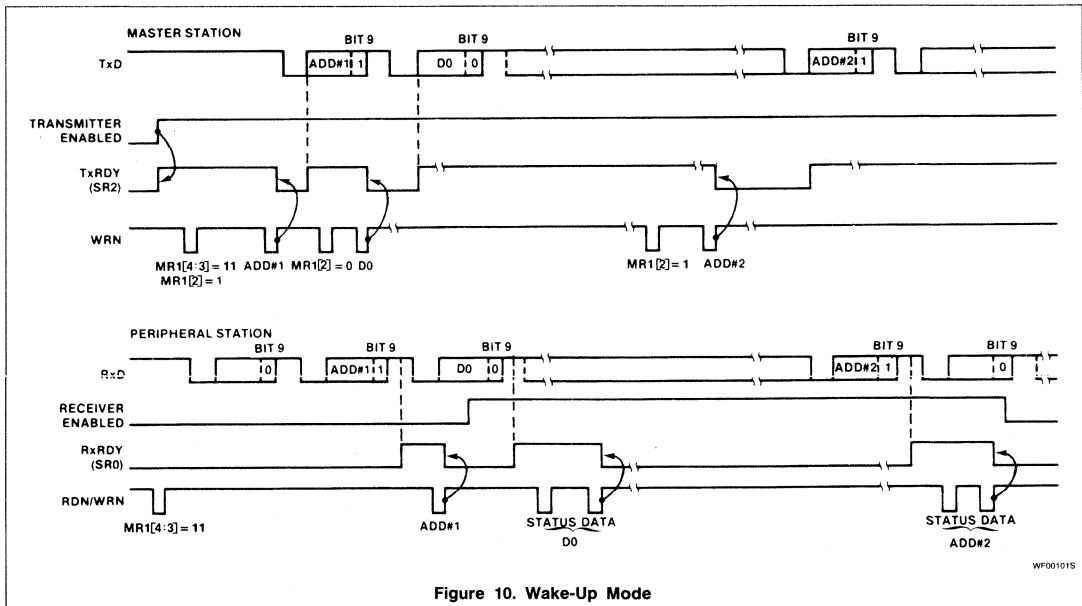 MASTER STATION
BIT 9 BIT 9 BIT 9
TxD ADD#1 1 D0 0 ADD#2 1
TRANSMITTER
ENABLED
TxRDY
(SR2)
WRN
MR1[4:3] = 11 ADD#1 MR1[2] = 0 D0 MR1[2] = 1 ADD#2
MR1[2] = 1
PERIPHERAL STATION
BIT 9 BIT 9 BIT 9 BIT 9 BIT 9
RxD 0 ADD#1 1 D0 0 ADD#2 1 0
RECEIVER
ENABLED
RxRDY
(SR0)
RDN/WRN
MR1[4:3] = 11 ADD#1 STATUS DATA STATUS DATA
D0 ADD#2
WF00101S
Figure 10. Wake-Up Mode